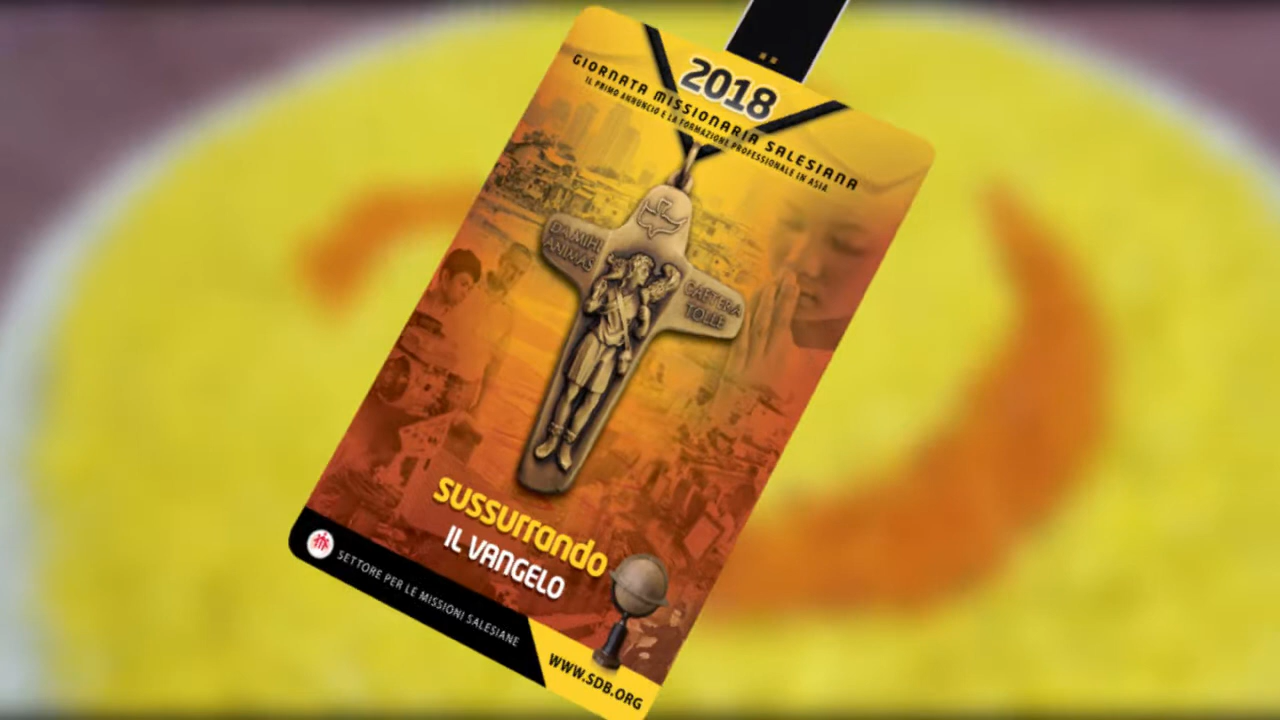 2018
GIORNATA MISSIONARIA SALESIANA
IL PRIMO ANNUNCIO E LA FORMAZIONE PROFESSIONALE IN ASIA
DA MIHI
ANIMAS
CAETERA
TOLLE
sussurrando
IL VANGELO
SETTORE PER LE MISSIONI SALESIANE
WWW.SDB.ORG